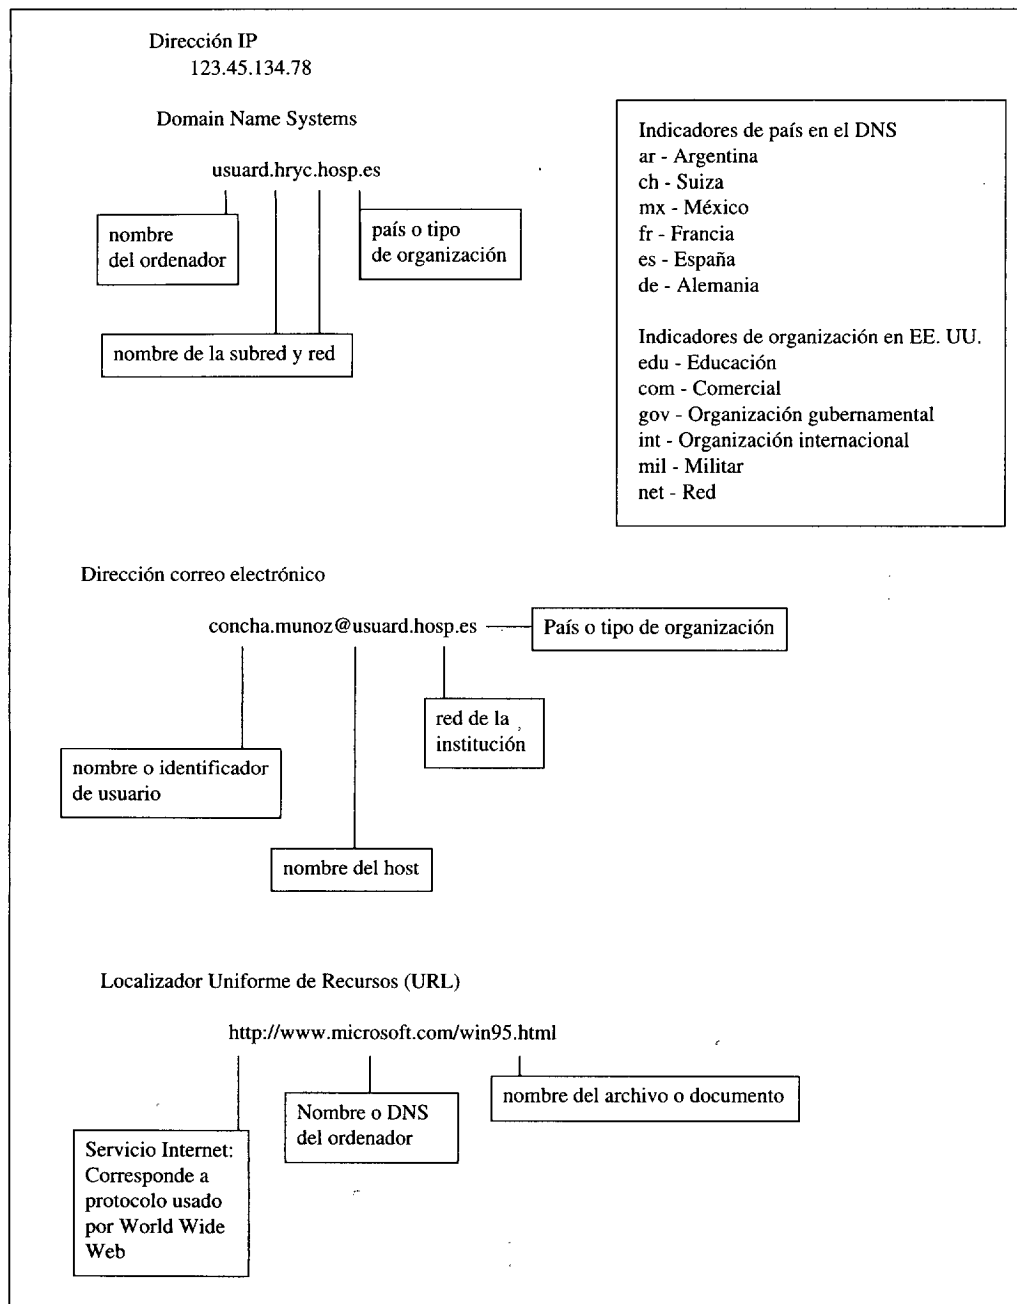 Dirección IP
123.45.134.78
Domain Name Systems
usuard.hryc.hosp.es
nombre
del ordenador
país o tipo
de organización
nombre de la subred y red
Indicadores de país en el DNS
ar - Argentina
ch - Suiza
mx - México
fr - Francia
es - España
de - Alemania
Indicadores de organización en EE. UU.
edu - Educación
com - Comercial
gov - Organización gubernamental
int - Organización internacional
mil - Militar
net - Red
Dirección correo electrónico
concha.munoz@usuard.hosp.es
País o tipo de organización
red de la
institución
nombre o identificador
de usuario
nombre del host
Localizador Uniforme de Recursos (URL)
http://www.microsoft.com/win95.html
nombre del archivo o documento
Nombre o DNS
del ordenador
Servicio Internet:
Corresponde a
protocolo usado
por World Wide
Web